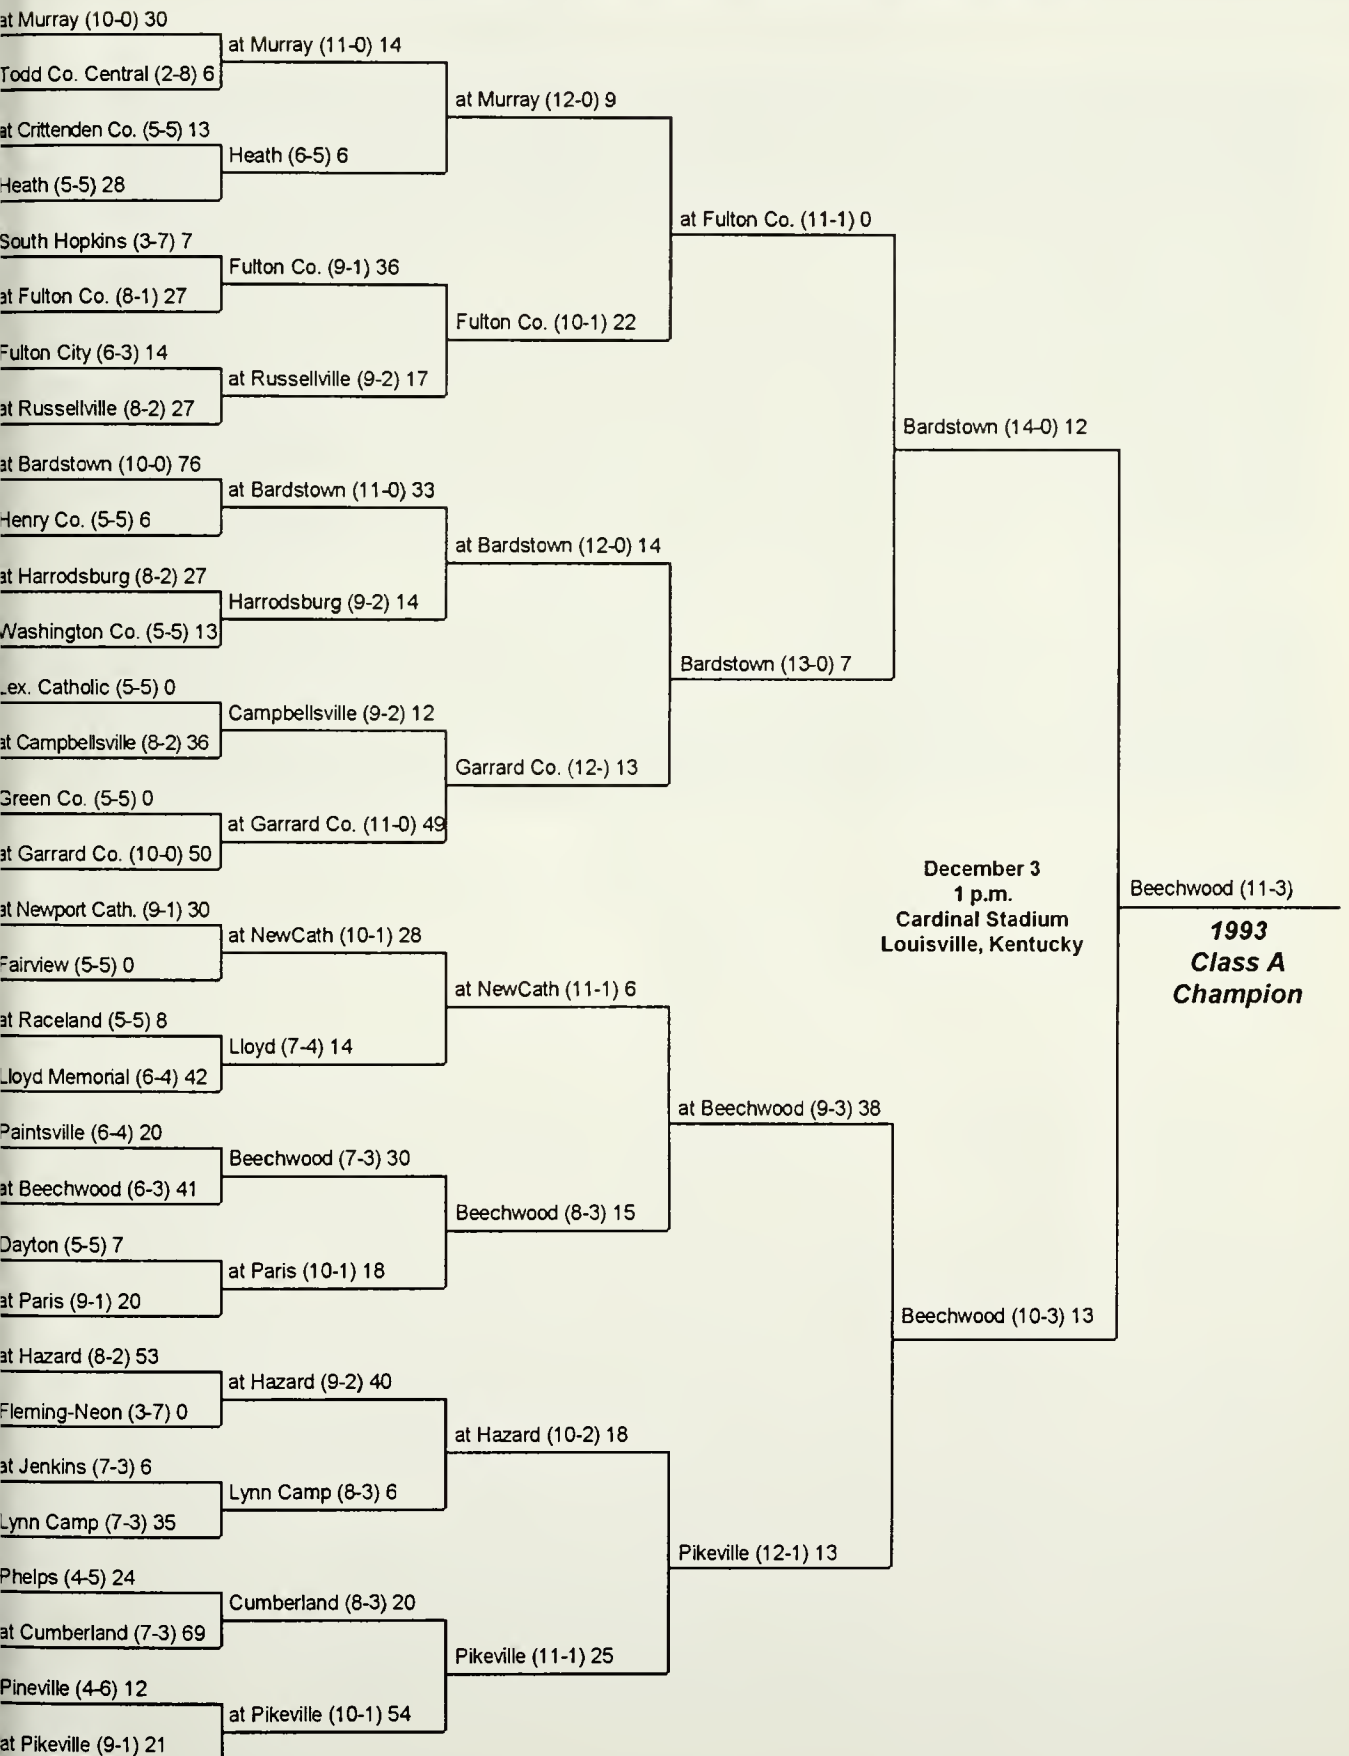 at Murray (10-0) 30
Todd Co. Central (2-8) 6
at Crittenden Co. (5-5) 13
Heath (5-5) 28
South Hopkins (3-7) 7
at Fulton Co. (8-1) 27
Fulton City (6-3) 14
at Russellville (8-2) 27
at Bardstown (10-0) 76
Henry Co. (5-5) 6
at Harrodsburg (8-2) 27
Washington Co. (5-5) 13
Lex. Catholic (5-5) 0
at Campbellsville (8-2) 36
Green Co. (5-5) 0
at Garrard Co. (10-0) 50
at Newport Cath. (9-1) 30
Fairview (5-5) 0
at Raceland (5-5) 8
Lloyd Memorial (6-4) 42
Paintsville (6-4) 20
at Beechwood (6-3) 41
Dayton (5-5) 7
at Paris (9-1) 20
at Hazard (8-2) 53
Fleming-Neon (3-7) 0
at Jenkins (7-3) 6
Lynn Camp (7-3) 35
Phelps (4-5) 24
at Cumberland (7-3) 69
Pineville (4-6) 12
at Pikeville (9-1) 21
at Murray (11-0) 14
Heath (6-5) 6
Fulton Co. (9-1) 36
at Russellville (9-2) 17
at Bardstown (11-0) 33
Harrodsburg (9-2) 14
Campbellsville (9-2) 12
at Garrard Co. (11-0) 49
at NewCath (10-1) 28
Lloyd (7-4) 14
Beechwood (7-3) 30
at Paris (10-1) 18
at Hazard (9-2) 40
Lynn Camp (8-3) 6
Cumberland (8-3) 20
at Pikeville (10-1) 54
at Murray (12-0) 9
Fulton Co. (10-1) 22
at Bardstown (12-0) 14
Garrard Co. (12-) 13
at NewCath (11-1) 6
Beechwood (8-3) 15
at Hazard (10-2) 18
Pikeville (11-1) 25
at Fulton Co. (11-1) 0
Bardstown (13-0) 7
at Beechwood (9-3) 38
Pikeville (12-1) 13
Bardstown (14-0) 12
Beechwood (10-3) 13
December 3
1 p.m.
Cardinal Stadium
Louisville, Kentucky
Beechwood (11-3)
1993
Class A
Champion